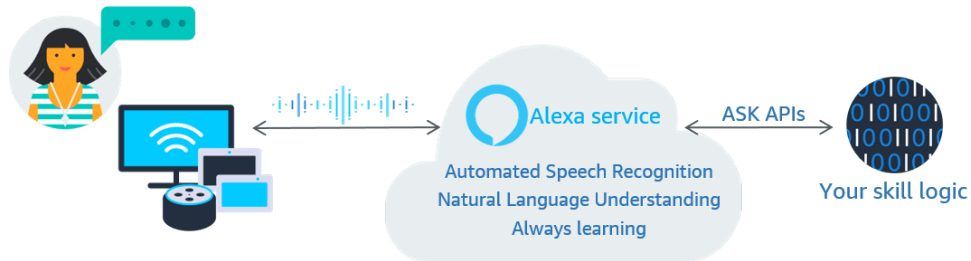 Alexa service
ASK APIs
Automated Speech Recognition
Natural Language Understanding
Always learning
Your skill logic